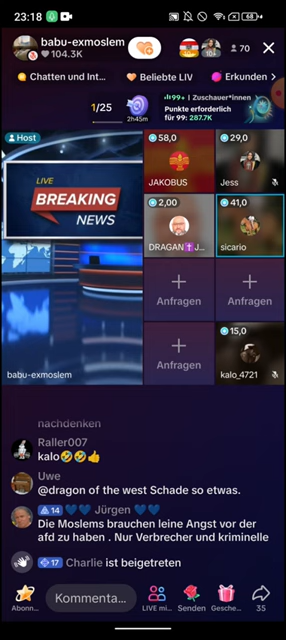 23:18
68
babu-exmoslem
104.3K
10+
70
Chatten und Int...
Beliebte LIV
Erkunden
1/25
2h45m
99+ | Zuschauer*innen
Punkte erforderlich
für 99: 287.7K
Host
LIVE
BREAKING
NEWS
babu-exmoslem
58,0
JAKOBUS
29,0
Jess
2,00
DRAGAN✝️J...
41,0
sicario
Anfragen
Anfragen
Anfragen
15,0
kalo_4721
nachdenken
Raller007
kalo🤣🤣👍
Uwe
@dragon of the west Schade so etwas.
14 💙💙 Jürgen 💙💙
Die Moslems brauchen leine Angst vor der
afd zu haben . Nur Verbrecher und kriminelle
17 Charlie ist beigetreten
Abonn...
Kommenta...
LIVE mi...
Senden
Gesche...
35